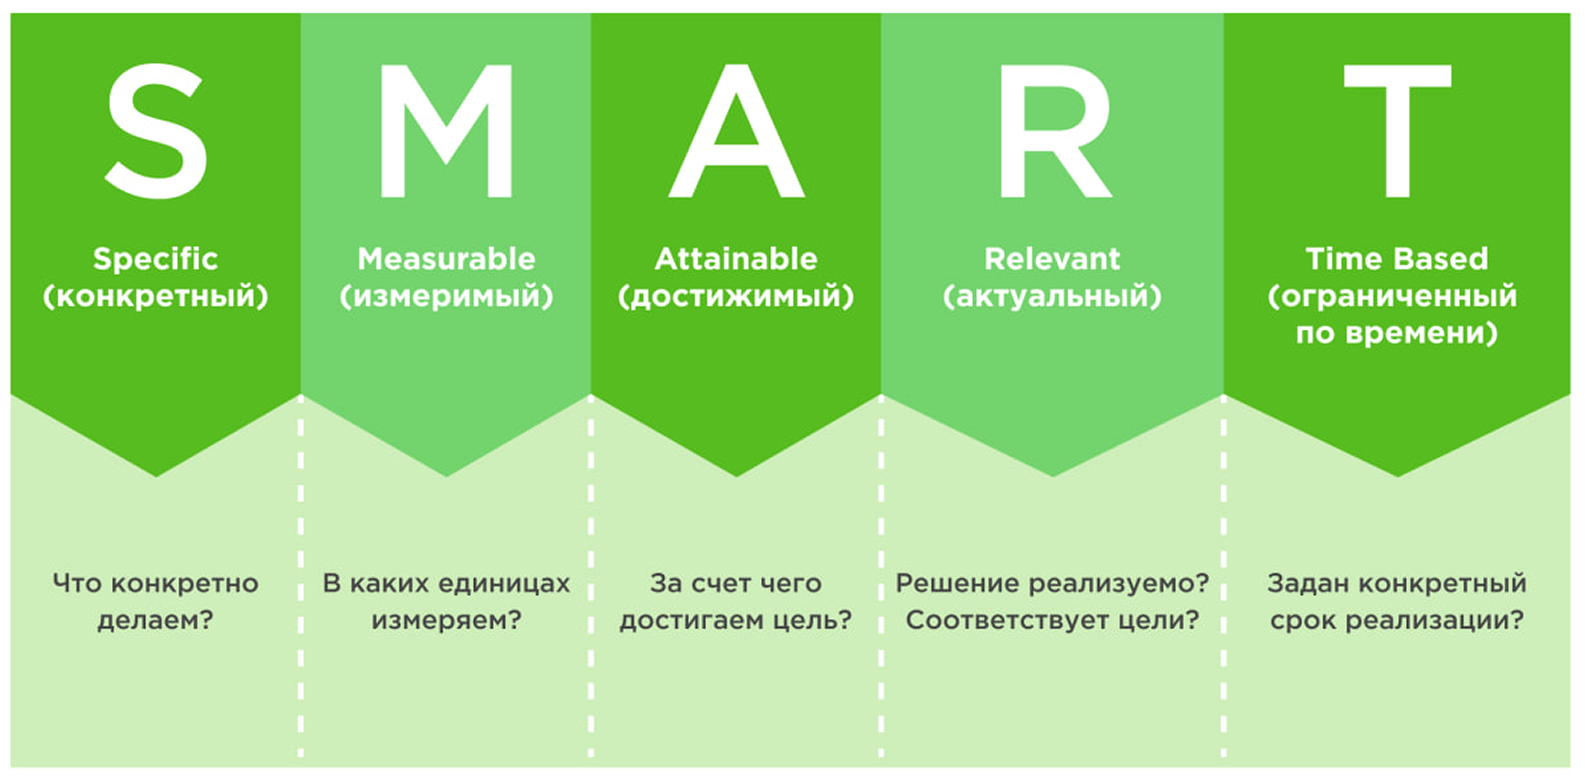 S
Specific
(конкретный)
Что конкретно
делаем?
M
Measurable
(измеримый)
В каких единицах
измеряем?
A
Attainable
(достижимый)
За счет чего
достигаем цель?
R
Relevant
(актуальный)
Решение реализуемо?
Соответствует цели?
T
Time Based
(ограниченный
по времени)
Задан конкретный
срок реализации?